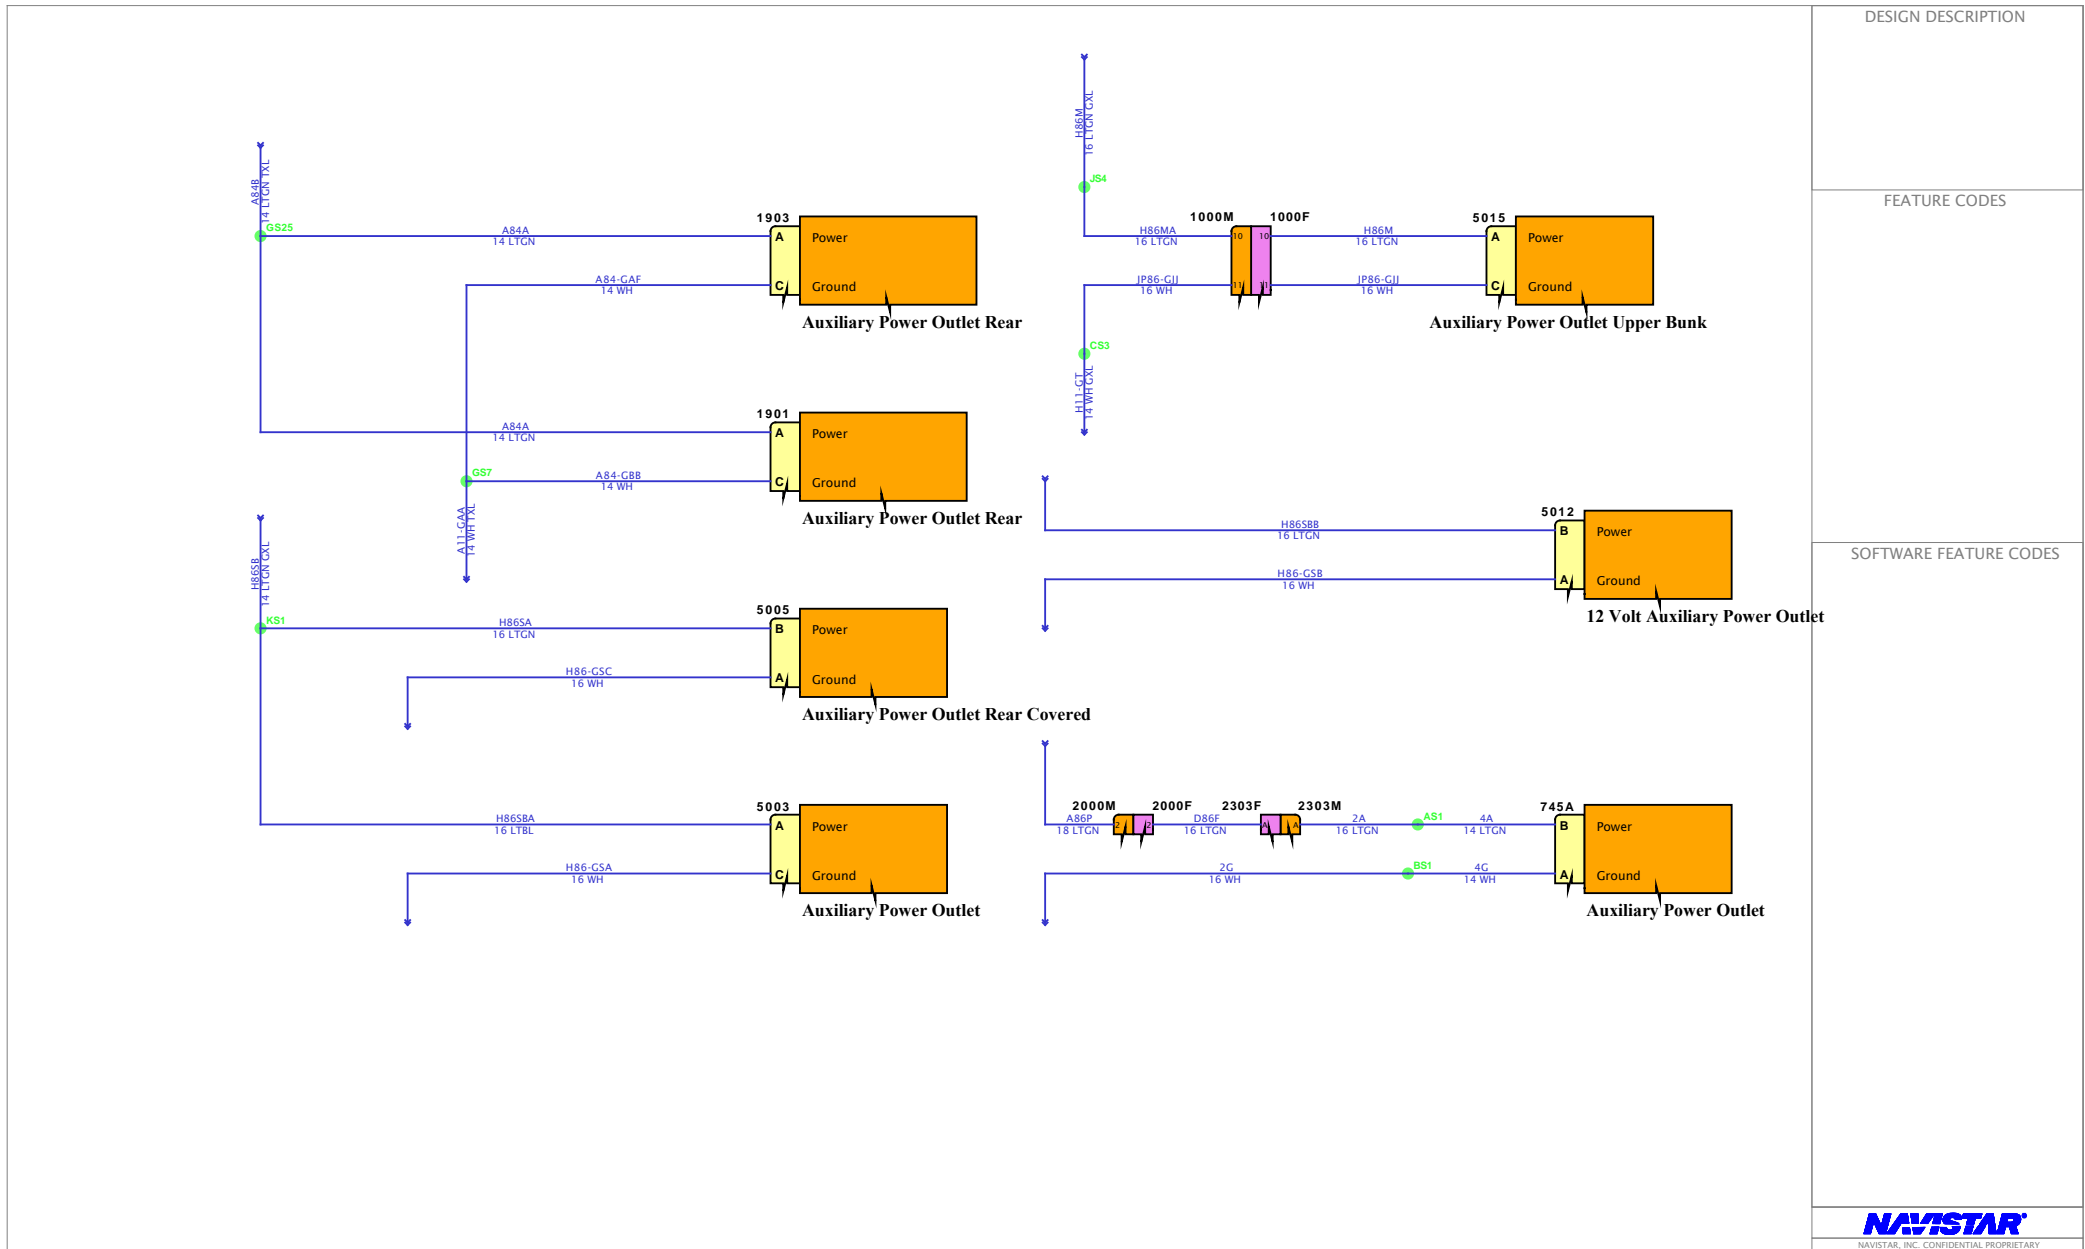 DESIGN DESCRIPTION
FEATURE CODES
SOFTWARE FEATURE CODES
A84B
14 LTGN TXL
GS25
A84A
14 LTGN
1903
A
Power
A84-GAF
14 WH
C
Ground
Auxiliary Power Outlet Rear
A84A
14 LTGN
1901
A
Power
GS7
A84-GBB
14 WH
C
Ground
Auxiliary Power Outlet Rear
A11-GAA
14 WH TXL
H86SB
14 LTGN GXL
KS1
H86SA
16 LTGN
5005
B
Power
H86-GSC
16 WH
A
Ground
Auxiliary Power Outlet Rear Covered
H86SBA
16 LTBL
5003
A
Power
H86-GSA
16 WH
C
Ground
Auxiliary Power Outlet
H86M
16 LTGN GXL
JS4
H86MA
16 LTGN
1000M
1000F
10
10
H86M
16 LTGN
5015
A
Power
JP86-GJJ
16 WH
11
11
JP86-GJJ
16 WH
C
Ground
Auxiliary Power Outlet Upper Bunk
CS3
H11-GT
14 WH GXL
H86SBB
16 LTGN
5012
B
Power
H86-GSB
16 WH
A
Ground
12 Volt Auxiliary Power Outlet
A86P
18 LTGN
2000M
2000F
2
2
D86F
16 LTGN
2303F
2303M
A
A
2A
16 LTGN
AS1
4A
14 LTGN
745A
B
Power
2G
16 WH
BS1
4G
14 WH
A
Ground
Auxiliary Power Outlet
NAVISTAR
NAVISTAR, INC. CONFIDENTIAL PROPRIETARY